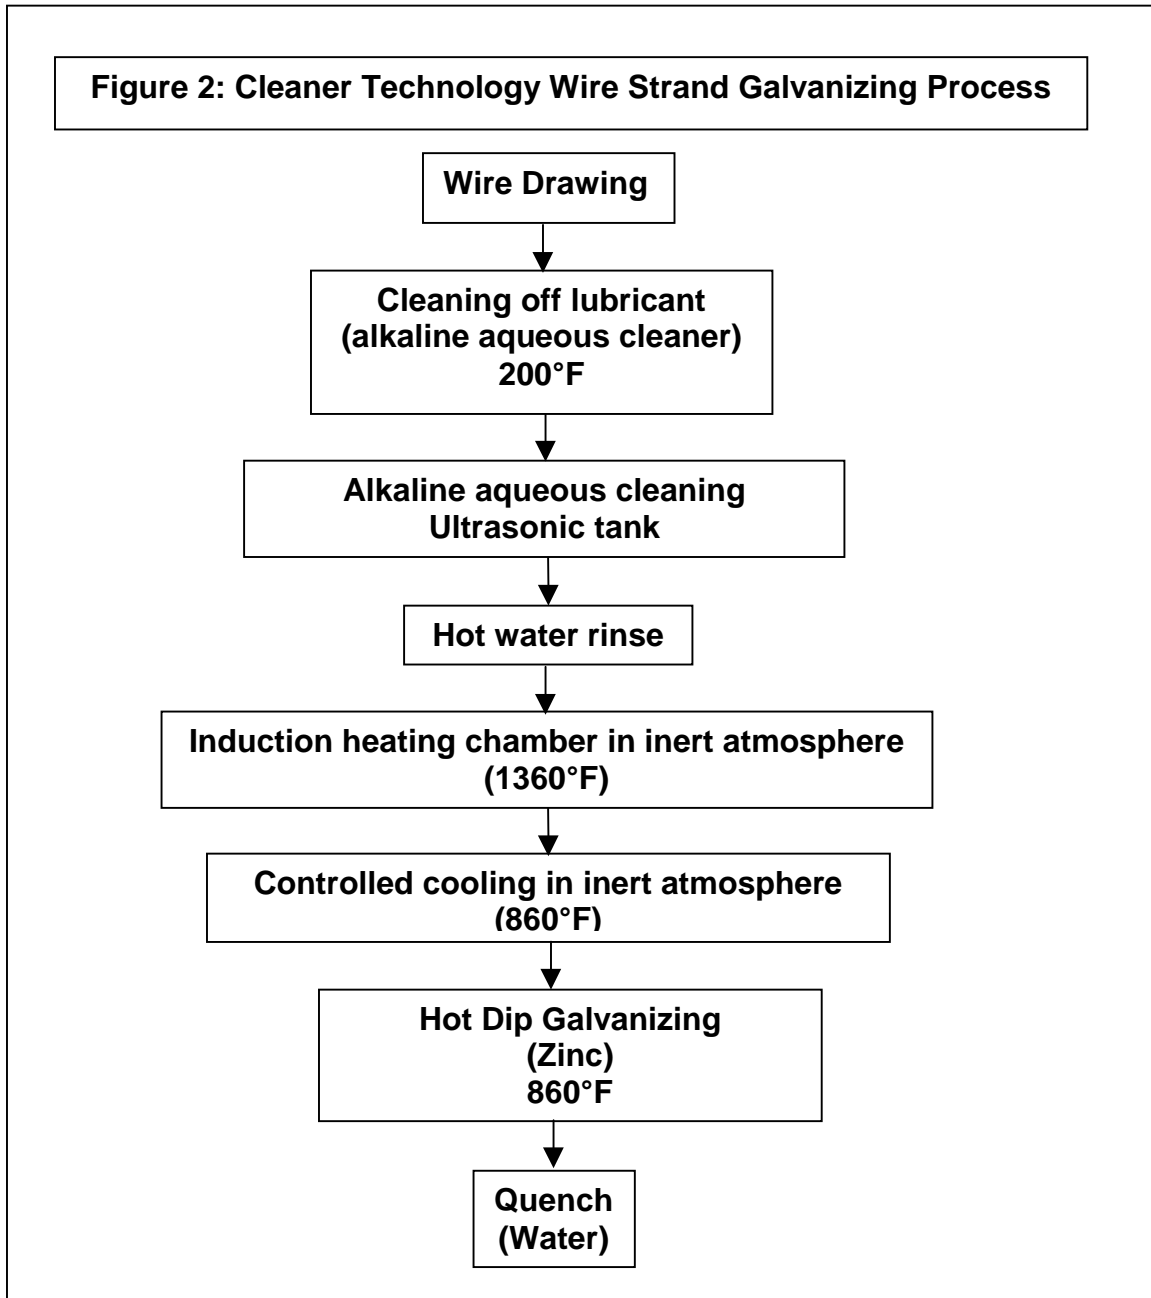 Figure 2: Cleaner Technology Wire Strand Galvanizing Process
Wire Drawing
Cleaning off lubricant
(alkaline aqueous cleaner)
200°F
Alkaline aqueous cleaning
Ultrasonic tank
Hot water rinse
Induction heating chamber in inert atmosphere
(1360°F)
Controlled cooling in inert atmosphere
(860°F)
Hot Dip Galvanizing
(Zinc)
860°F
Quench
(Water)